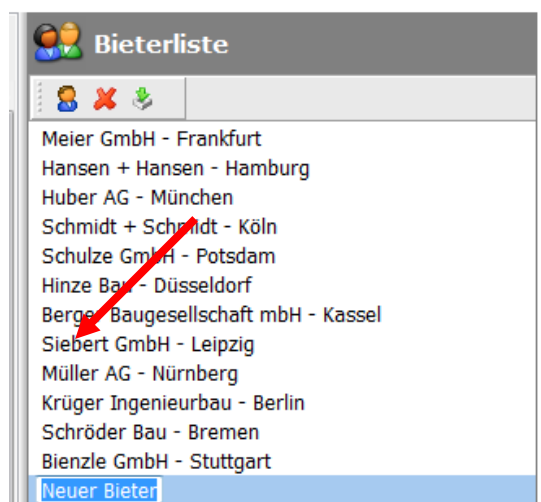 Bieterliste
Meier GmbH - Frankfurt
Hansen + Hansen - Hamburg
Huber AG - München
Schmidt + Schmidt - Köln
Schulze GmbH - Potsdam
Hinze Bau - Düsseldorf
Berger Baugesellschaft mbH - Kassel
Siebert GmbH - Leipzig
Müller AG - Nürnberg
Krüger Ingenieurbau - Berlin
Schröder Bau - Bremen
Bienzle GmbH - Stuttgart
Neuer Bieter